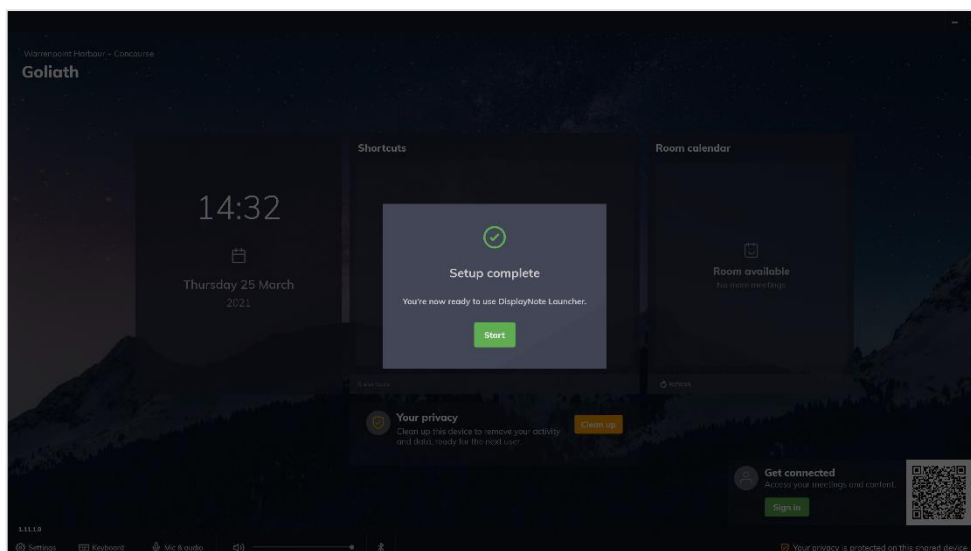 Warrenpoint Harbour - Concourse
Goliath
14:32
Thursday 25 March
2021
Shortcuts
Room calendar
Room available
No more meetings
Setup complete
You're now ready to use DisplayNote Launcher.
Start
Refresh
Your privacy
Clean up this device to remove your activity
and data, ready for the next user.
Clean up
Get connected
Access your meetings and content.
Sign in
1.11.1.0
Settings
Keyboard
Mic & audio
Your privacy is protected on this shared device